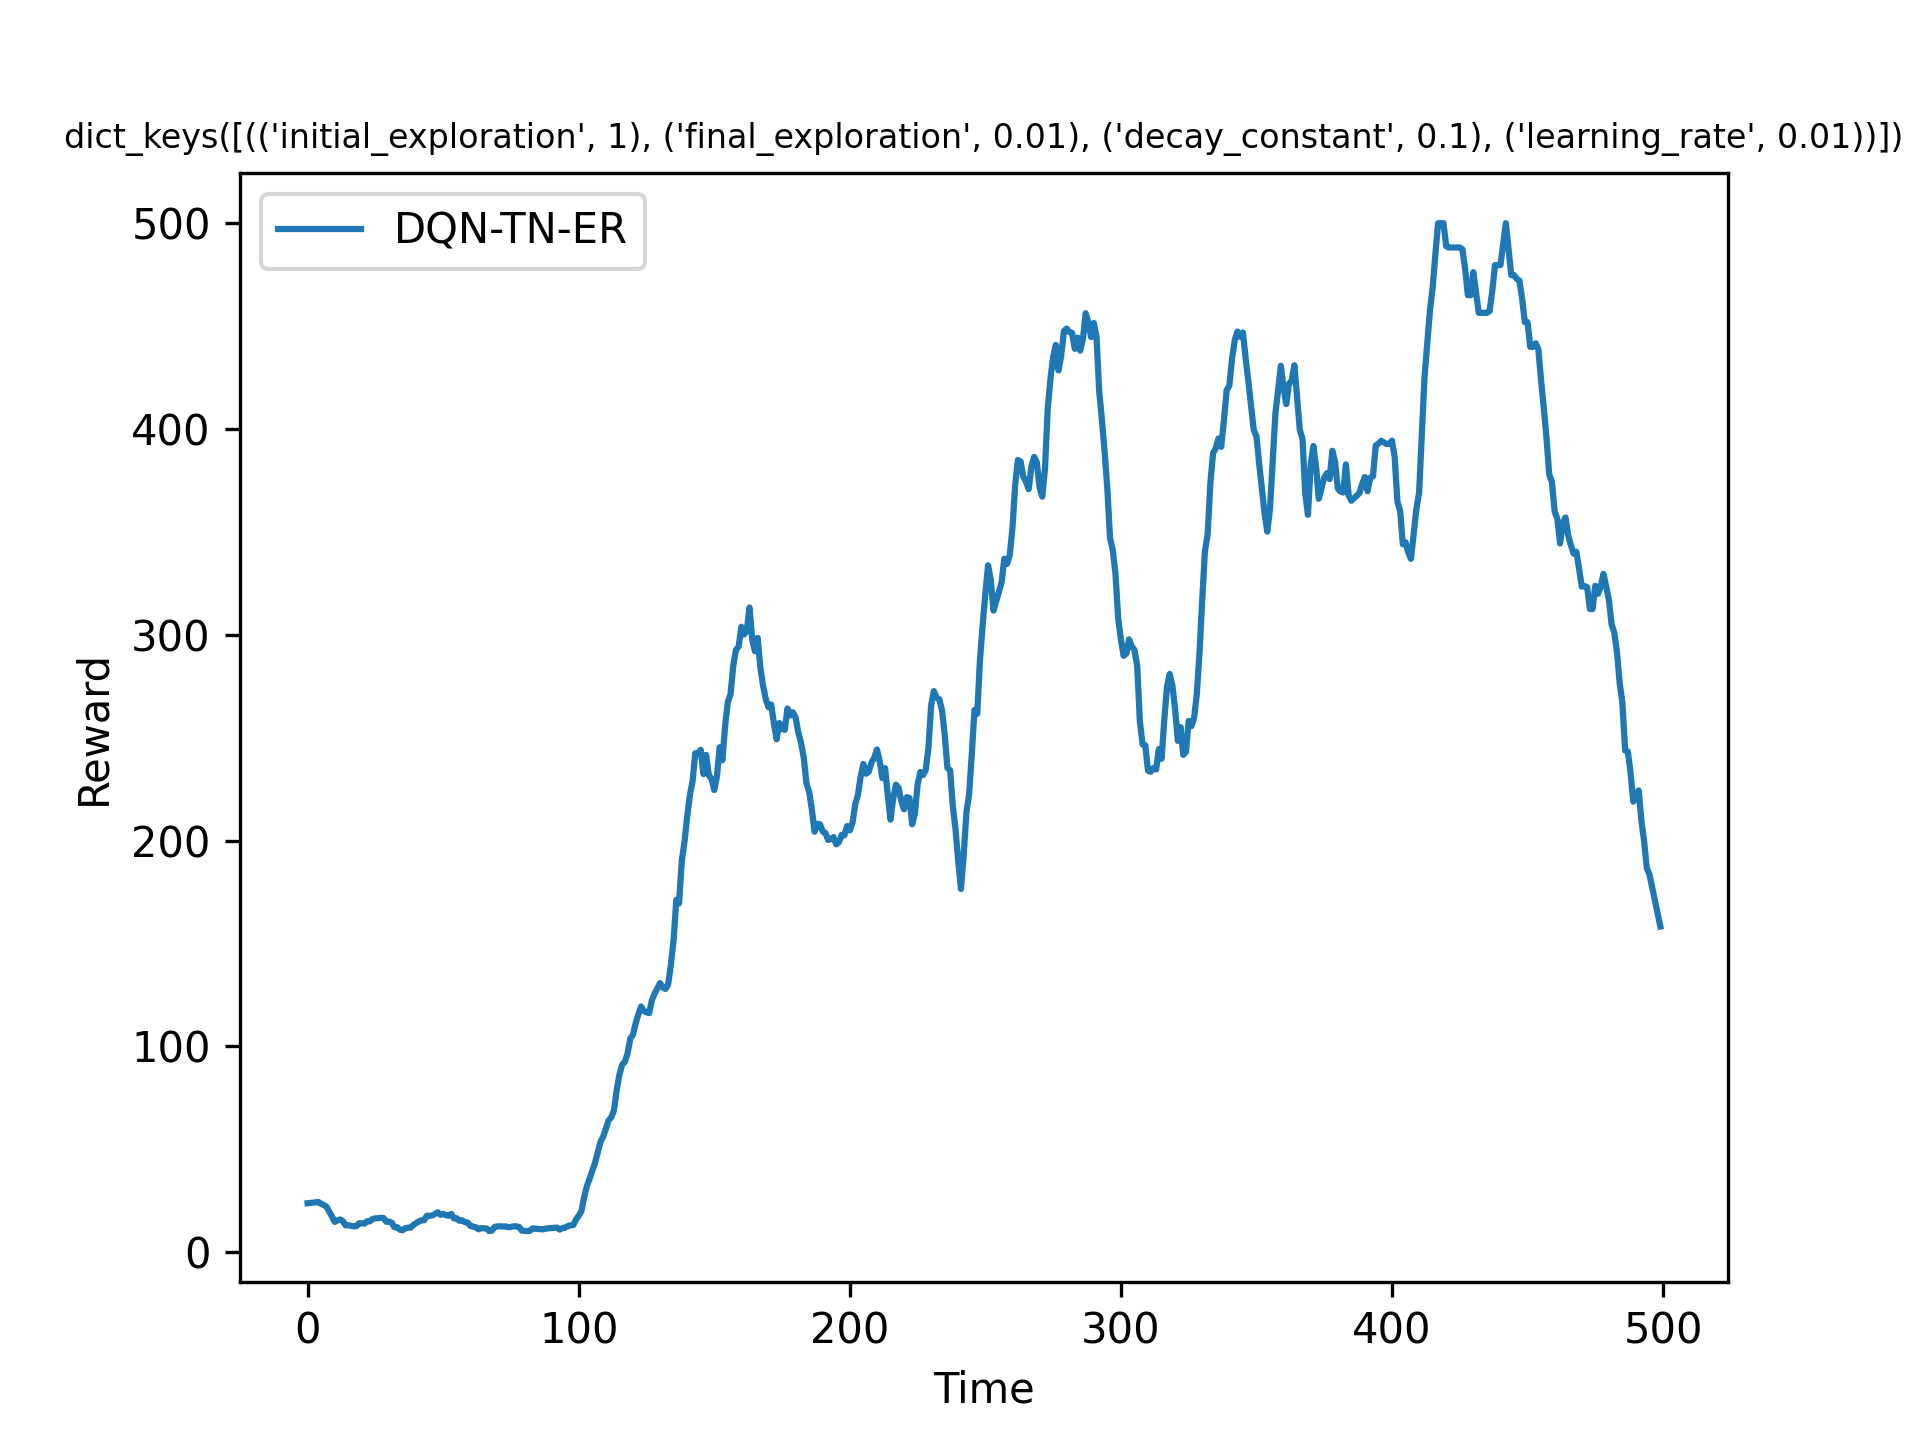 dict_keys([(('initial_exploration', 1), ('final_exploration', 0.01), ('decay_constant', 0.1), ('learning_rate', 0.01))])
DQN-TN-ER
500
400
300
200
100
0
Reward
0 100 200 300 400 500
Time